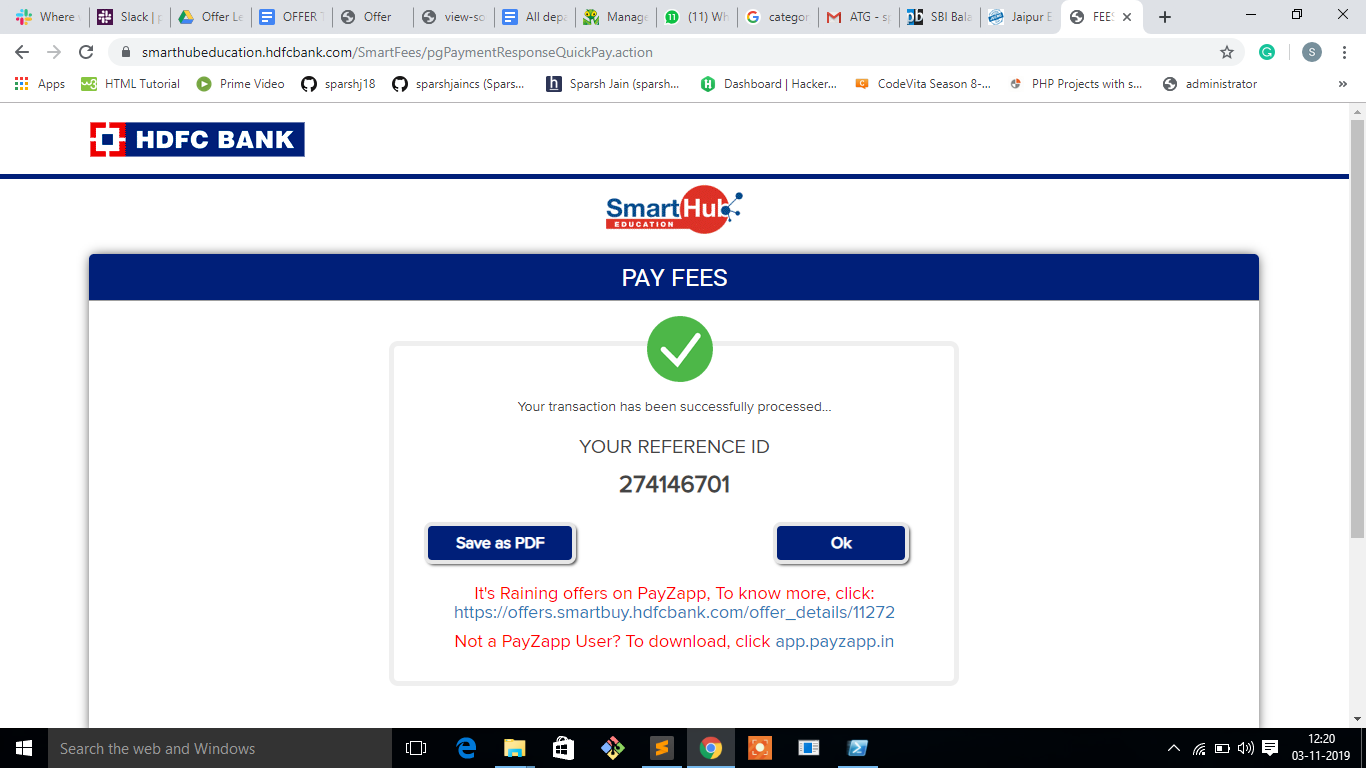 Where
Slack | p
Offer Le
OFFER T
Offer
view-so
All depa
Manage
(11) Wh
categor
ATG - sp
SBI Bala
Jaipur E
FEES
smarthubeducation.hdfcbank.com/SmartFees/pgPaymentResponseQuickPay.action
S
Apps
HTML Tutorial
Prime Video
sparshj18
sparshjaincs (Spars...
Sparsh Jain (sparsh...
Dashboard | Hacker...
CodeVita Season 8-...
PHP Projects with s...
administrator
»
HDFC BANK
SmartHub
EDUCATION
PAY FEES
Your transaction has been successfully processed...
YOUR REFERENCE ID
274146701
Save as PDF
Ok
It's Raining offers on PayZapp, To know more, click:
https://offers.smartbuy.hdfcbank.com/offer_details/11272
Not a PayZapp User? To download, click app.payzapp.in
Search the web and Windows
12:20
03-11-2019